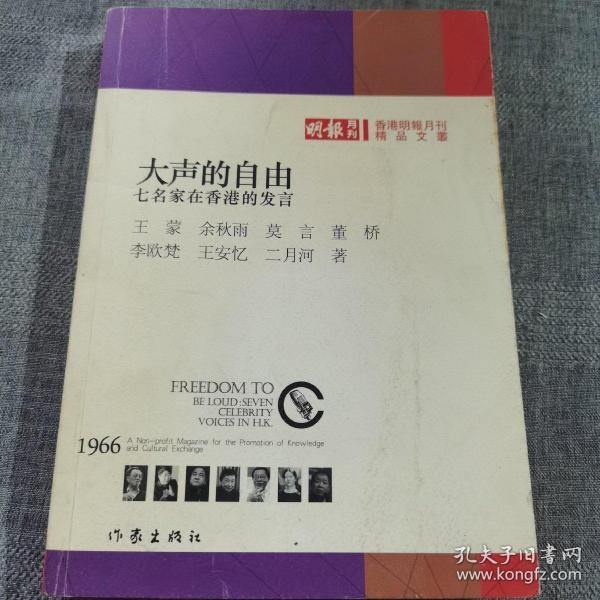 明報月刊
香港明報月刊
精品文叢
大声的自由
七名家在香港的发言
王蒙 余秋雨 莫言 董桥
李欧梵 王安忆 二月河 著
FREEDOM TO
BE LOUD:SEVEN
CELEBRITY
VOICES IN H.K.
1966
A Non-profit Magazine for the Promotion of Knowledge
and Cultural Exchange
作家出版社
孔夫子旧书网
www.kongfz.com